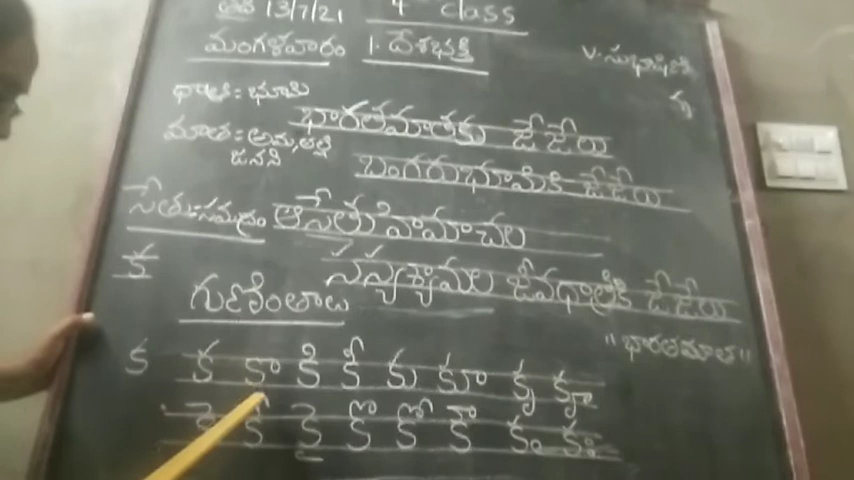 13/7/21 4 class
మంగళవారం 1. దేశభక్తి
V. సుభాషిణి
ధాత్రి: భూమి
భారతమాతకు జేజేలు
మాత: అమ్మ, తల్లి
జనని
బంగరుభూమికి జేజేలు
సేతు: సముద్రం ఆసేతు హిమాచల
సస్యశ్యామల జీవధాత్రికి జేజేలు
క
గుణింతాలు
"భారతమాత"
క క కా కి కీ కు కూ కృ కౄ
కె కే కై కొ కో కౌ కం కః